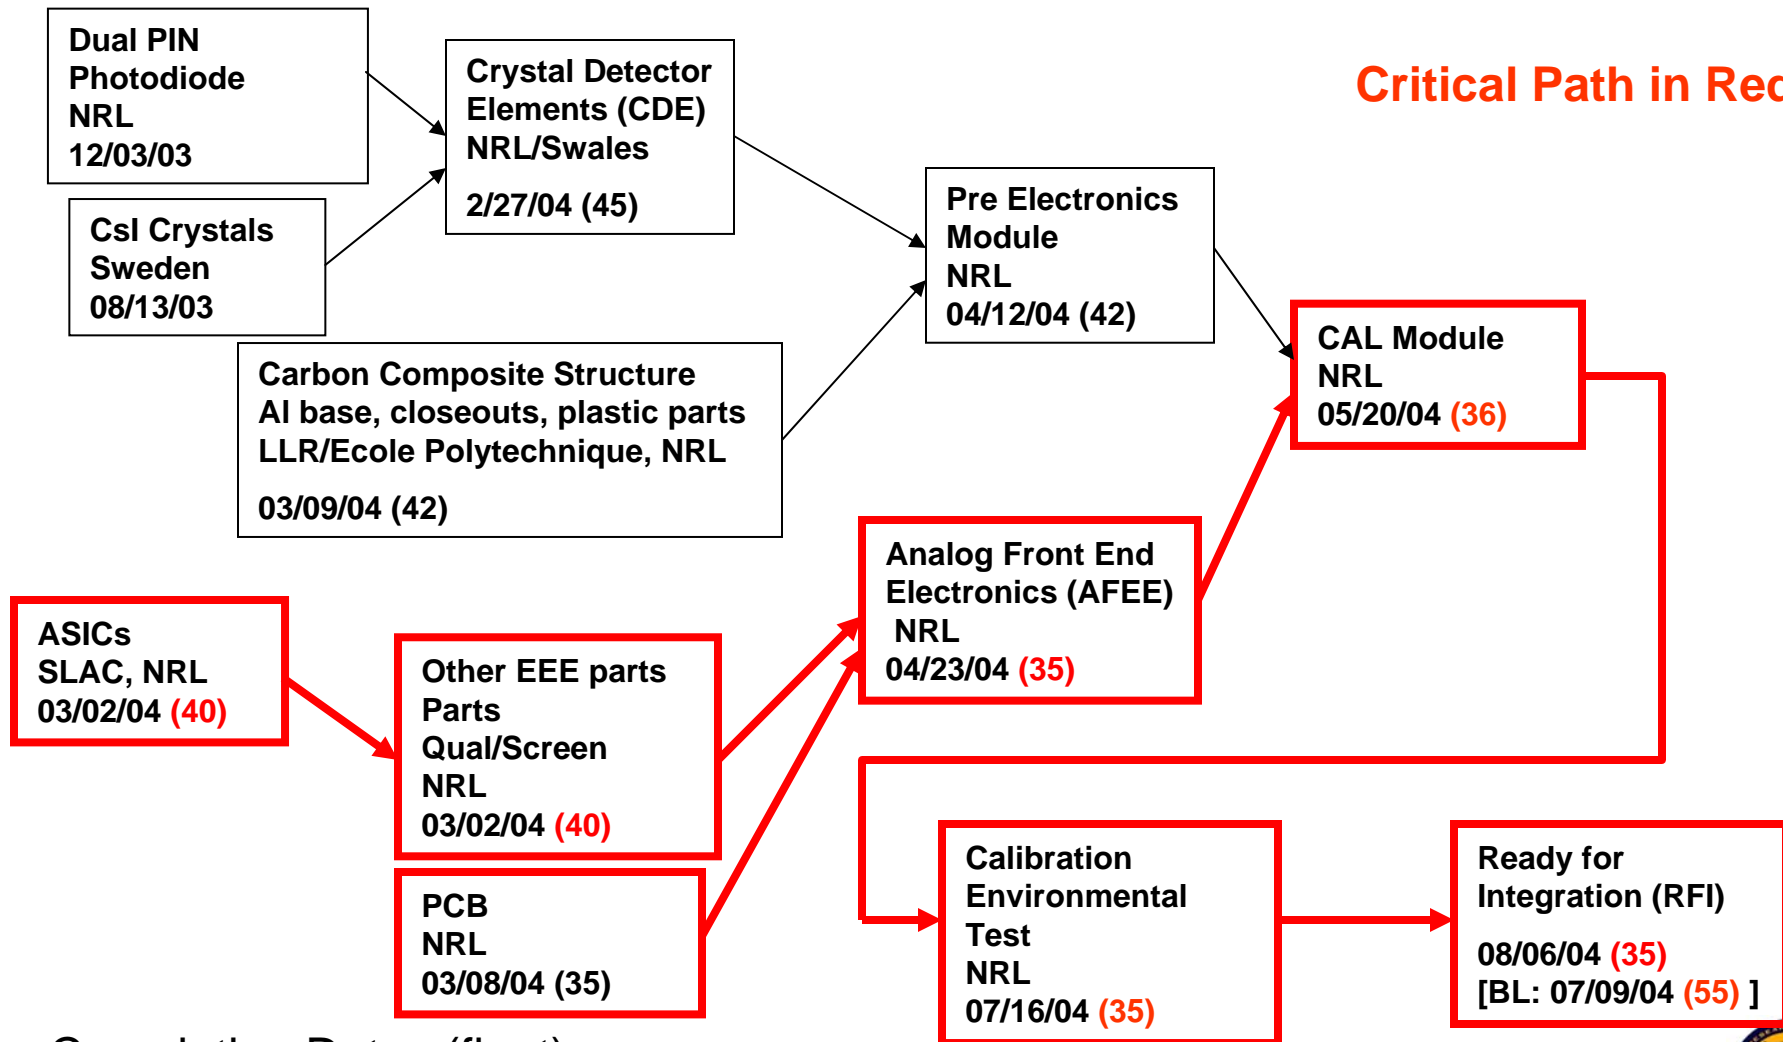 Dual PIN
Photodiode
NRL
12/03/03
Crystal Detector
Elements (CDE)
NRL/Swales
2/27/04 (45)
Critical Path in Red
CsI Crystals
Sweden
08/13/03
Pre Electronics
Module
NRL
04/12/04 (42)
Carbon Composite Structure
Al base, closeouts, plastic parts
LLR/Ecole Polytechnique, NRL
03/09/04 (42)
CAL Module
NRL
05/20/04 (36)
Analog Front End
Electronics (AFEE)
NRL
04/23/04 (35)
ASICs
SLAC, NRL
03/02/04 (40)
Other EEE parts
Parts
Qual/Screen
NRL
03/02/04 (40)
PCB
NRL
03/08/04 (35)
Calibration
Environmental
Test
NRL
07/16/04 (35)
Ready for
Integration (RFI)
08/06/04 (35)
[BL: 07/09/04 (55) ]